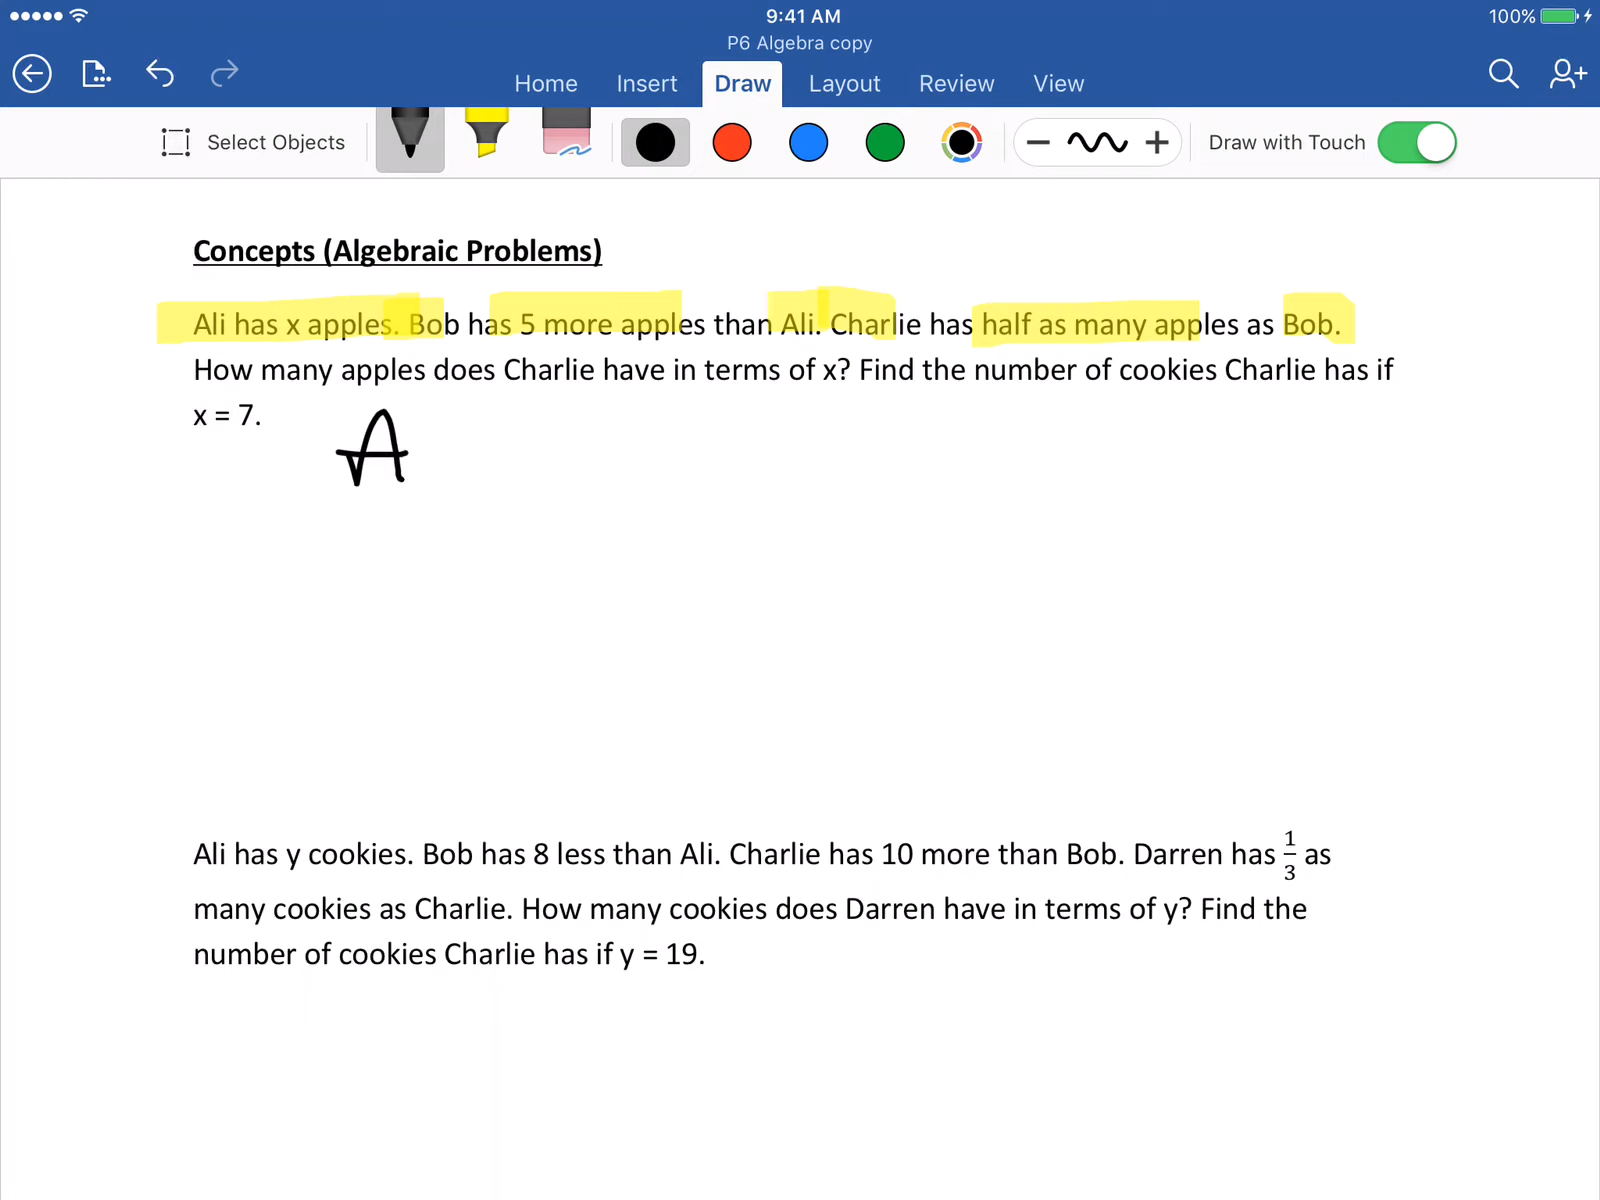 9:41 AM
100%
P6 Algebra copy
Home Insert Draw Layout Review View
Select Objects
Draw with Touch
Concepts (Algebraic Problems)
Ali has x apples. Bob has 5 more apples than Ali. Charlie has half as many apples as Bob.
How many apples does Charlie have in terms of x? Find the number of cookies Charlie has if
x = 7.
A
Ali has y cookies. Bob has 8 less than Ali. Charlie has 10 more than Bob. Darren has 1/3 as
many cookies as Charlie. How many cookies does Darren have in terms of y? Find the
number of cookies Charlie has if y = 19.